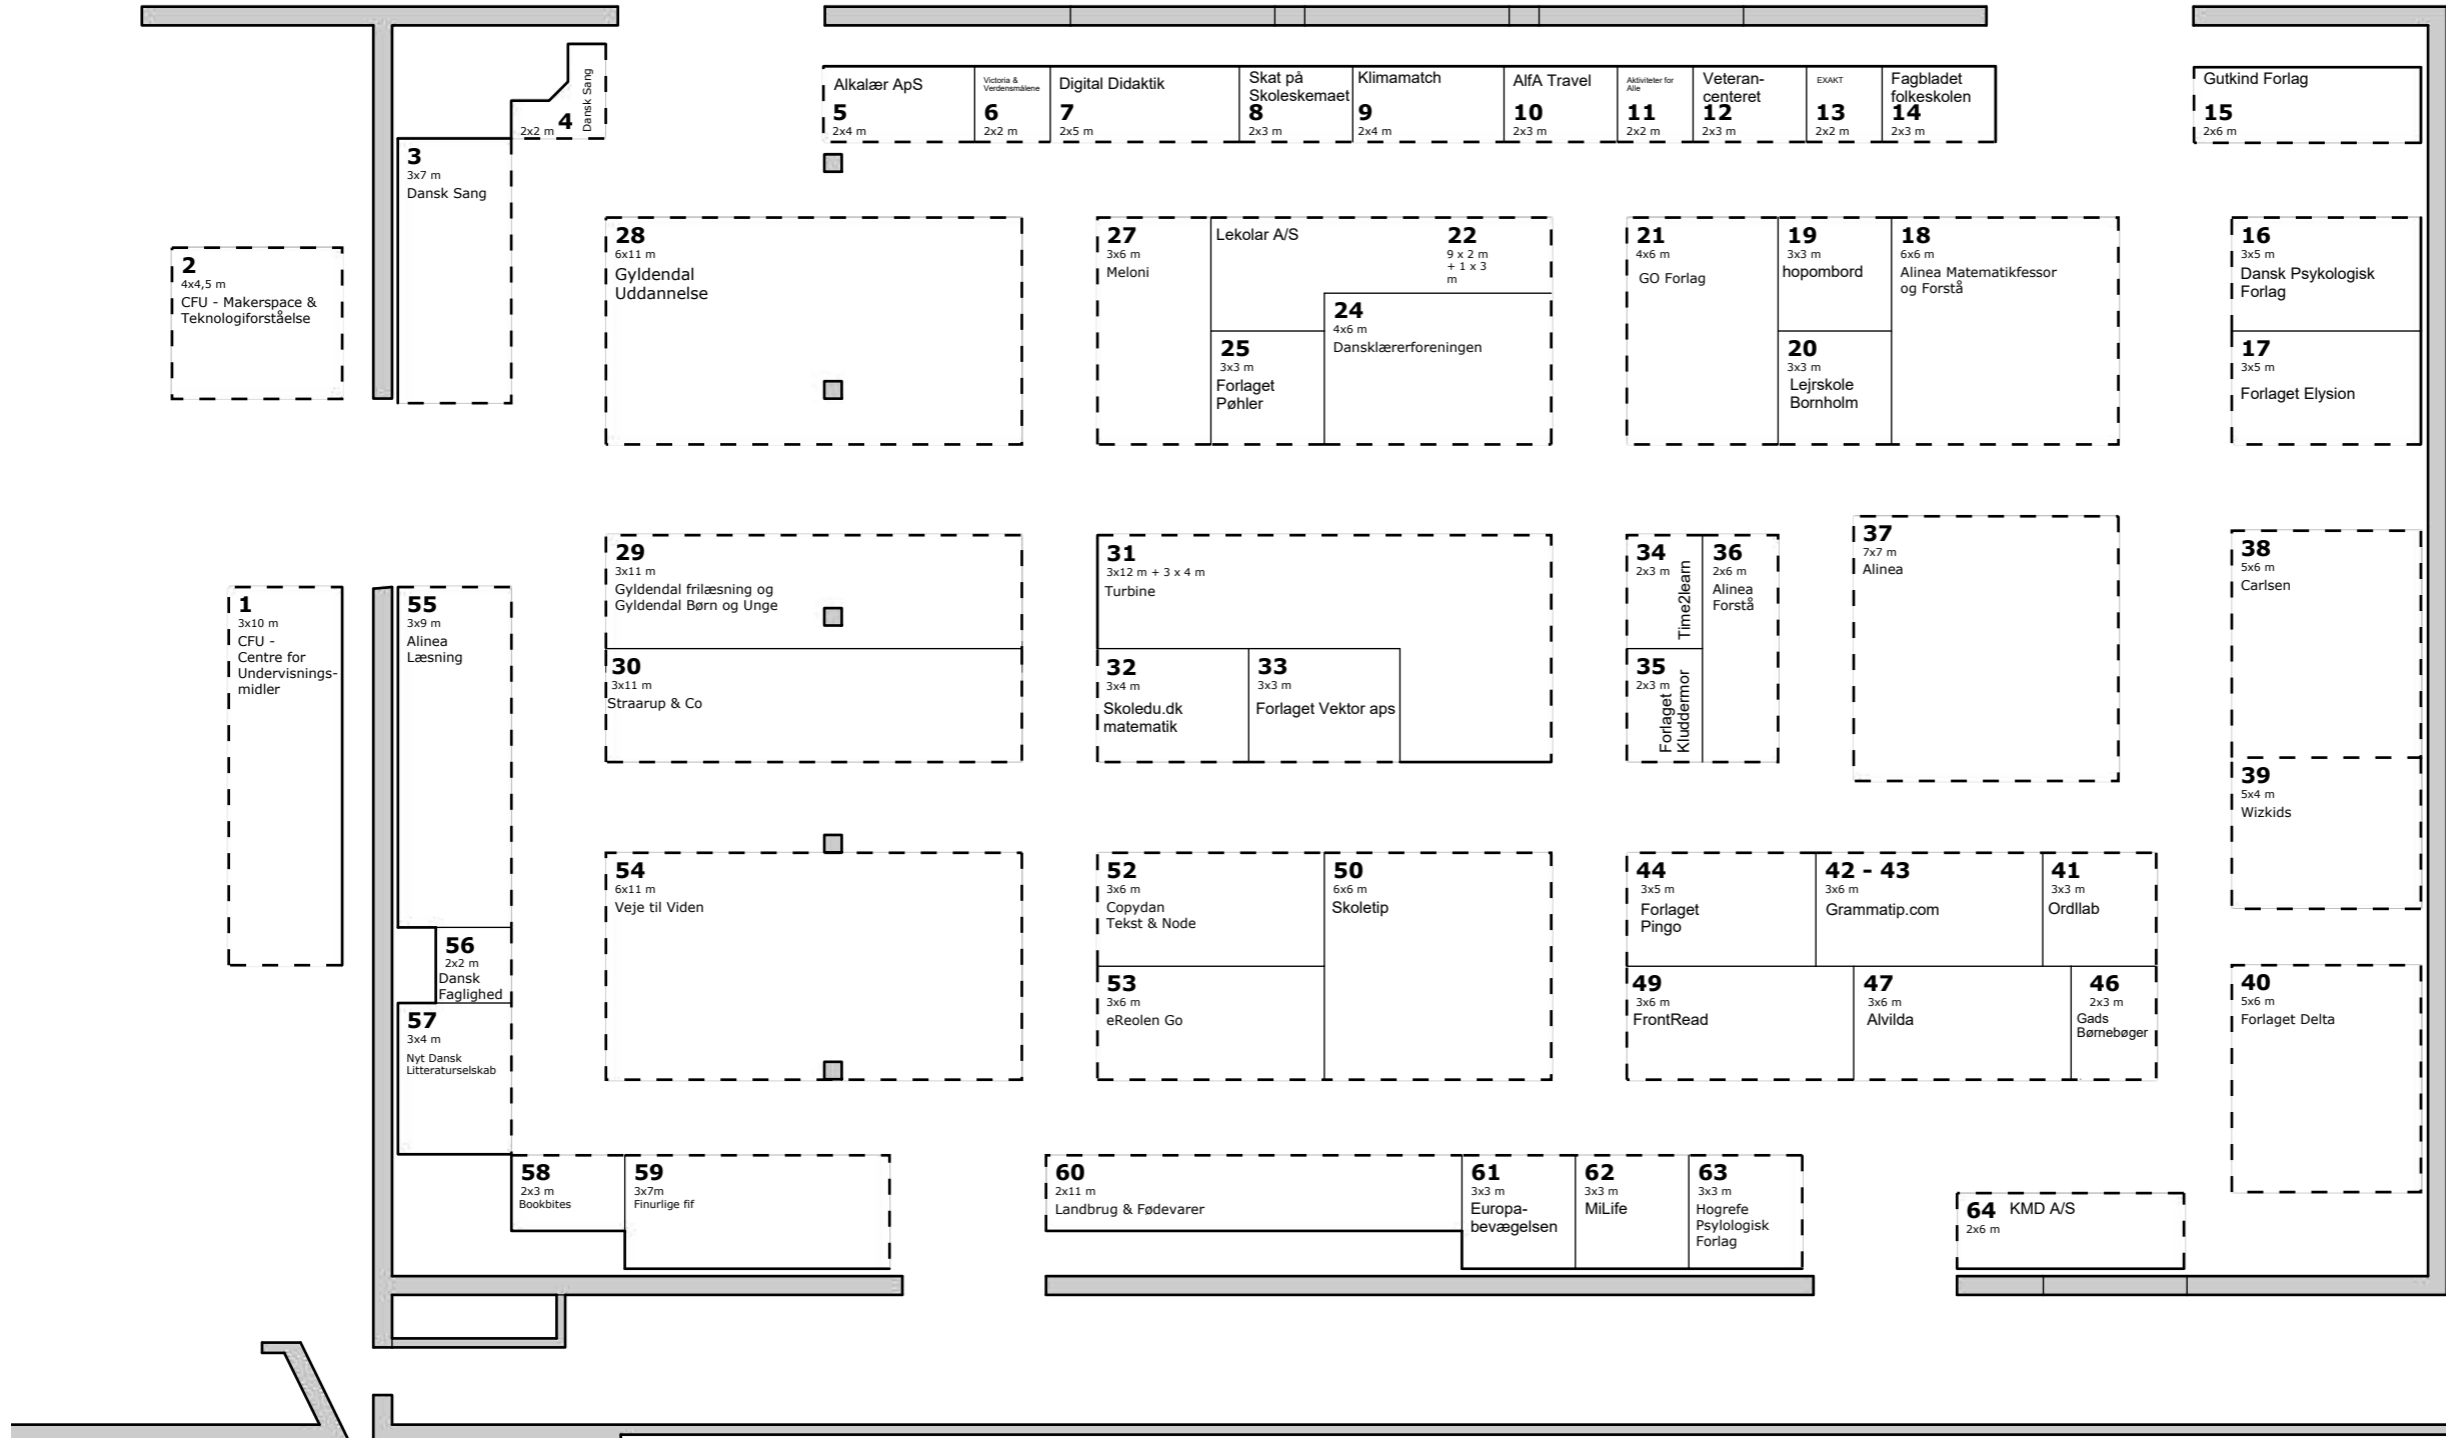 Dansk Sang
4
2x2 m
3
3x7 m
Dansk Sang
Alkalær ApS
5
2x4 m
Victoria &
Verdensmålene
6
2x2 m
Digital Didaktik
7
2x5 m
Skat på
Skoleskemaet
8
2x3 m
Klimamatch
9
2x4 m
AlfA Travel
10
2x3 m
Aktiviteter for
Alle
11
2x2 m
Veteran-
centeret
12
2x3 m
EXAKT
13
2x2 m
Fagbladet
folkeskolen
14
2x3 m
Gutkind Forlag
15
2x6 m
2
4x4,5 m
CFU - Makerspace &
Teknologiforståelse
28
6x11 m
Gyldendal
Uddannelse
27
3x6 m
Meloni
Lekolar A/S
22
9 x 2 m
+ 1 x 3
m
24
4x6 m
Dansklærerforeningen
25
3x3 m
Forlaget
Pøhler
21
4x6 m
GO Forlag
19
3x3 m
hopombord
20
3x3 m
Lejrskole
Bornholm
18
6x6 m
Alinea Matematikfessor
og Forstå
16
3x5 m
Dansk Psykologisk
Forlag
17
3x5 m
Forlaget Elysion
1
3x10 m
CFU -
Centre for
Undervisnings-
midler
55
3x9 m
Alinea
Læsning
29
3x11 m
Gyldendal frilæsning og
Gyldendal Børn og Unge
30
3x11 m
Straarup & Co
31
3x12 m + 3 x 4 m
Turbine
32
3x4 m
Skoledu.dk
matematik
33
3x3 m
Forlaget Vektor aps
34
2x3 m
Time2learn
35
2x3 m
Forlaget
Kluddermor
36
2x6 m
Alinea
Forstå
37
7x7 m
Alinea
38
5x6 m
Carlsen
39
5x4 m
Wizkids
56
2x2 m
Dansk
Faglighed
57
3x4 m
Nyt Dansk
Litteraturselskab
54
6x11 m
Veje til Viden
52
3x6 m
Copydan
Tekst & Node
53
3x6 m
eReolen Go
50
6x6 m
Skoletip
44
3x5 m
Forlaget
Pingo
42 - 43
3x6 m
Grammatip.com
41
3x3 m
Ordllab
49
3x6 m
FrontRead
47
3x6 m
Alvilda
46
2x3 m
Gads
Børnebøger
40
5x6 m
Forlaget Delta
58
2x3 m
Bookbites
59
3x7m
Finurlige fif
60
2x11 m
Landbrug & Fødevarer
61
3x3 m
Europa-
bevægelsen
62
3x3 m
MiLife
63
3x3 m
Hogrefe
Psylologisk
Forlag
64 KMD A/S
2x6 m